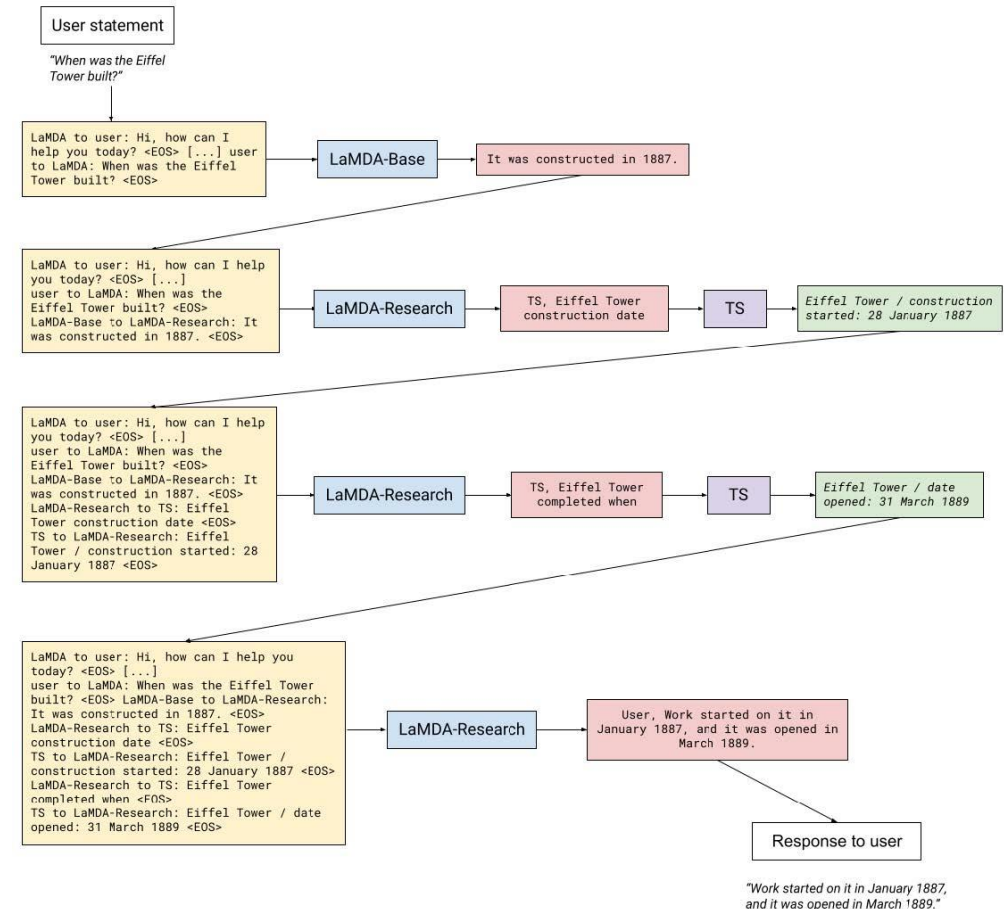 User statement
"When was the Eiffel
Tower built?"
LaMDA to user: Hi, how can I
help you today? <EOS> [...] user
to LaMDA: When was the Eiffel
Tower built? <EOS>
LaMDA-Base
It was constructed in 1887.
LaMDA to user: Hi, how can I help
you today? <EOS> [...]
user to LaMDA: When was the
Eiffel Tower built? <EOS>
LaMDA-Base to LaMDA-Research: It
was constructed in 1887. <EOS>
LaMDA-Research
TS, Eiffel Tower
construction date
TS
Eiffel Tower / construction
started: 28 January 1887
LaMDA to user: Hi, how can I help
you today? <EOS> [...]
user to LaMDA: When was the
Eiffel Tower built? <EOS>
LaMDA-Base to LaMDA-Research: It
was constructed in 1887. <EOS>
LaMDA-Research to TS: Eiffel
Tower construction date <EOS>
TS to LaMDA-Research: Eiffel
Tower / construction started: 28
January 1887 <EOS>
LaMDA-Research
TS, Eiffel Tower
completed when
TS
Eiffel Tower / date
opened: 31 March 1889
LaMDA to user: Hi, how can I help you
today? <EOS> [...]
user to LaMDA: When was the Eiffel Tower
built? <EOS> LaMDA-Base to LaMDA-Research:
It was constructed in 1887. <EOS>
LaMDA-Research to TS: Eiffel Tower
construction date <EOS>
TS to LaMDA-Research: Eiffel Tower /
construction started: 28 January 1887 <EOS>
LaMDA-Research to TS: Eiffel Tower
completed when <EOS>
TS to LaMDA-Research: Eiffel Tower / date
opened: 31 March 1889 <EOS>
LaMDA-Research
User, Work started on it in
January 1887, and it was opened in
March 1889.
Response to user
"Work started on it in January 1887,
and it was opened in March 1889."